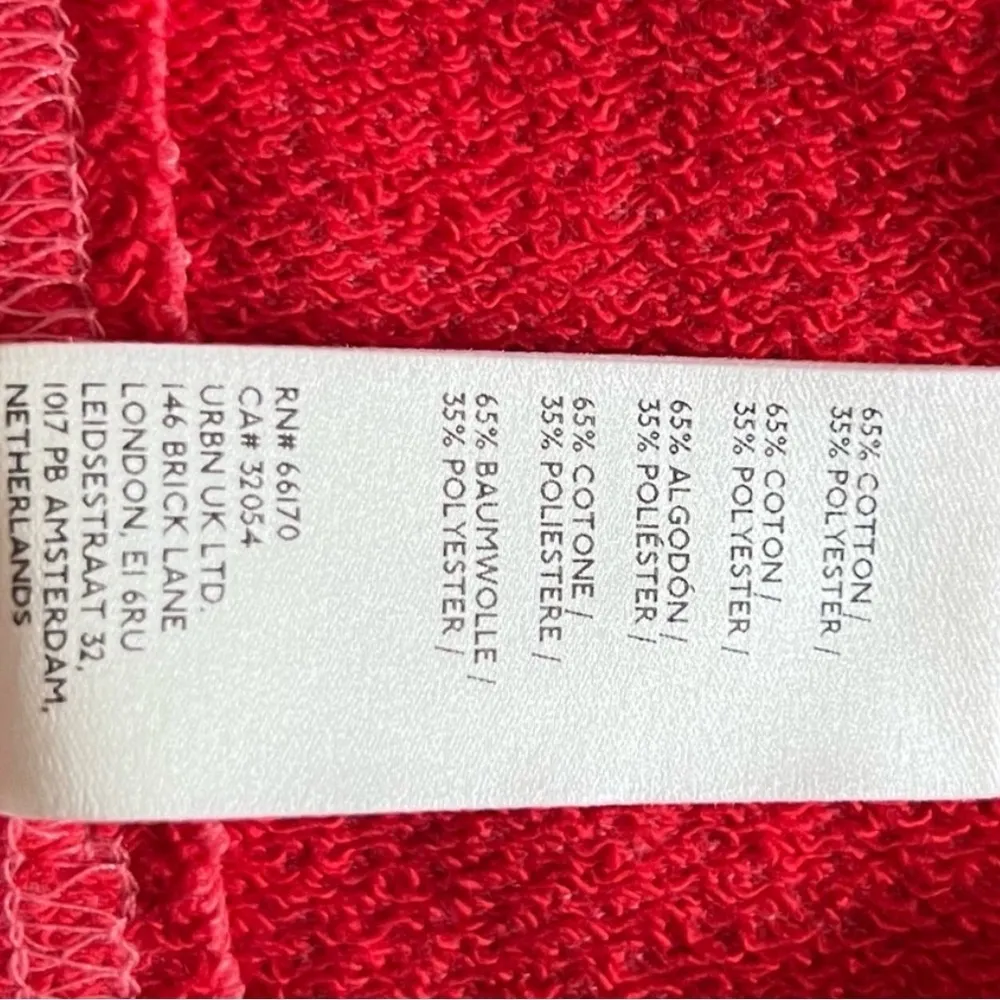 65% COTTON /
35% POLYESTER /
65% COTON /
35% POLYESTER /
65% ALGODÓN /
35% POLIÉSTER /
65% COTONE /
35% POLIESTERE /
65% BAUMWOLLE /
35% POLYESTER /
RN# 66170
CA# 32054
URBN UK LTD.
146 BRICK LANE
LONDON, E1 6RU
LEIDSESTRAAT 32,
1017 PB AMSTERDAM,
NETHERLANDS